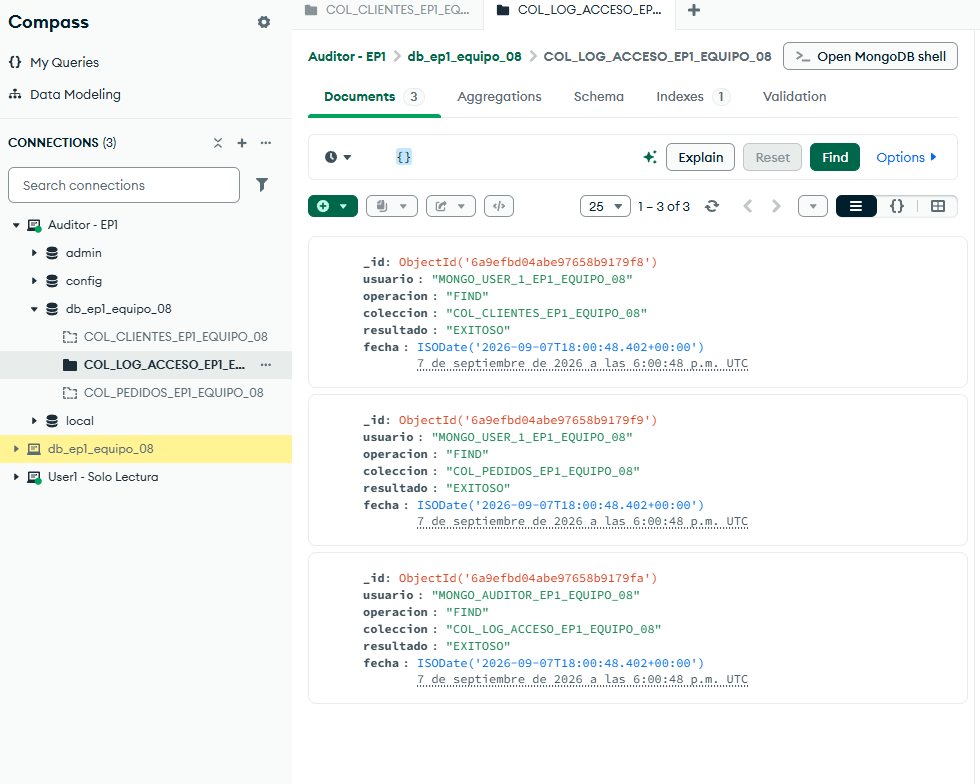 Compass
My Queries
Data Modeling
CONNECTIONS (3)
Search connections
Auditor - EP1
admin
config
db_ep1_equipo_08
COL_CLIENTES_EP1_EQUIPO_08
COL_LOG_ACCESO_EP1_E...
COL_PEDIDOS_EP1_EQUIPO_08
local
db_ep1_equipo_08
User1 - Solo Lectura
COL_CLIENTES_EP1_EQ...
COL_LOG_ACCESO_EP...
Auditor - EP1 > db_ep1_equipo_08 > COL_LOG_ACCESO_EP1_EQUIPO_08
>_ Open MongoDB shell
Documents 3 Aggregations Schema Indexes 1 Validation
{} Explain Reset Find Options
25 1 – 3 of 3 {}
_id: ObjectId('6a9efbd04abe97658b9179f8')
usuario : "MONGO_USER_1_EP1_EQUIPO_08"
operacion : "FIND"
coleccion : "COL_CLIENTES_EP1_EQUIPO_08"
resultado : "EXITOSO"
fecha : ISODate('2026-09-07T18:00:48.402+00:00')
7 de septiembre de 2026 a las 6:00:48 p.m. UTC
_id: ObjectId('6a9efbd04abe97658b9179f9')
usuario : "MONGO_USER_1_EP1_EQUIPO_08"
operacion : "FIND"
coleccion : "COL_PEDIDOS_EP1_EQUIPO_08"
resultado : "EXITOSO"
fecha : ISODate('2026-09-07T18:00:48.402+00:00')
7 de septiembre de 2026 a las 6:00:48 p.m. UTC
_id: ObjectId('6a9efbd04abe97658b9179fa')
usuario : "MONGO_AUDITOR_EP1_EQUIPO_08"
operacion : "FIND"
coleccion : "COL_LOG_ACCESO_EP1_EQUIPO_08"
resultado : "EXITOSO"
fecha : ISODate('2026-09-07T18:00:48.402+00:00')
7 de septiembre de 2026 a las 6:00:48 p.m. UTC